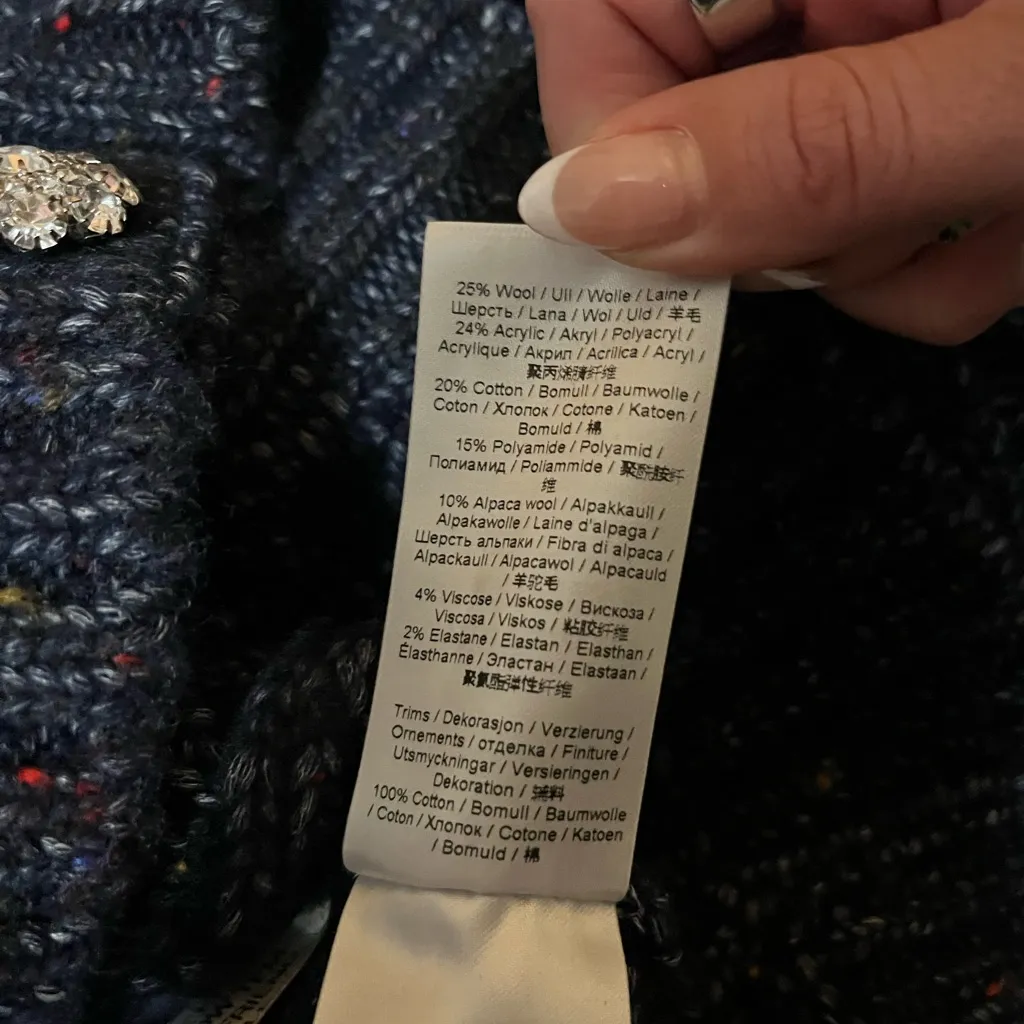 25% Wool / Ull / Wolle / Laine /
Шерсть / Lana / Wol / Uld / 羊毛
24% Acrylic / Akryl / Polyacryl /
Acrylique / Акрил / Acrilica / Acryl /
聚丙烯腈纤维
20% Cotton / Bomull / Baumwolle /
Coton / Хлопок / Cotone / Katoen /
Bomuld / 棉
15% Polyamide / Polyamid /
Полиамид / Poliammide / 聚酰胺纤
维
10% Alpaca wool / Alpakkaull /
Alpakawolle / Laine d'alpaga /
Шерсть альпаки / Fibra di alpaca /
Alpackaull / Alpacawol / Alpacauld
/ 羊驼毛
4% Viscose / Viskose / Вискоза /
Viscosa / Viskos / 粘胶纤维
2% Elastane / Elastan / Elasthan /
Élasthanne / Эластан / Elastaan /
聚氨酯弹性纤维
Trims / Dekorasjon / Verzierung /
Ornements / отделка / Finiture /
Utsmyckningar / Versieringen /
Dekoration / 辅料
100% Cotton / Bomull / Baumwolle
/ Coton / Хлопок / Cotone / Katoen
/ Bomuld / 棉